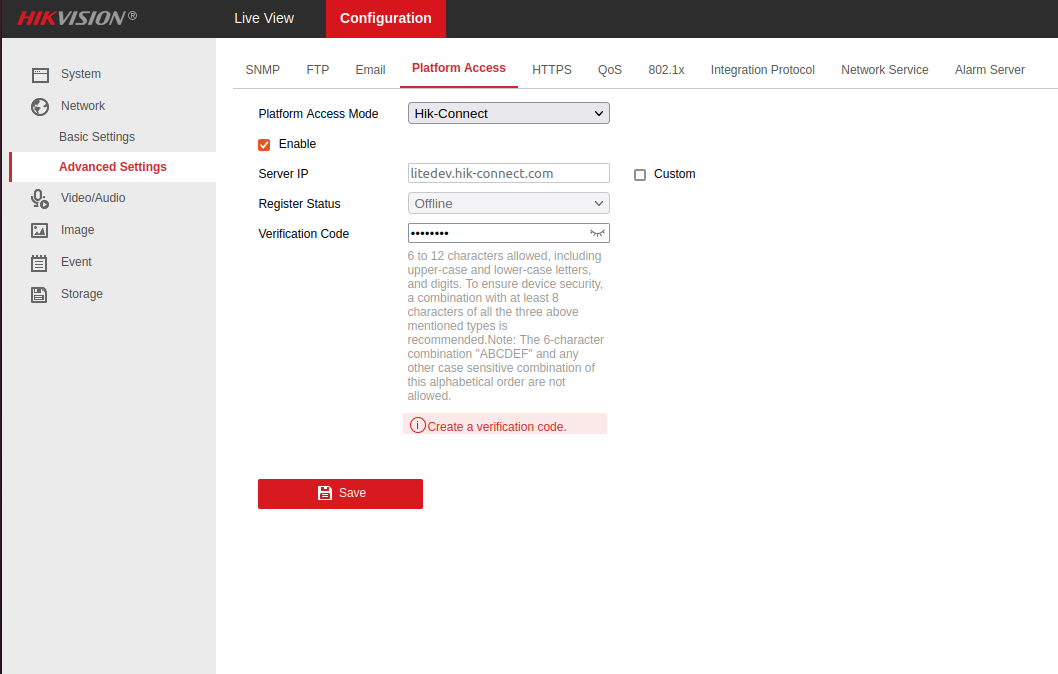 HIKVISION®
Live View
Configuration
System
Network
Basic Settings
Advanced Settings
Video/Audio
Image
Event
Storage
SNMP FTP Email Platform Access HTTPS QoS 802.1x Integration Protocol Network Service Alarm Server
Platform Access Mode Hik-Connect
Enable
Server IP litedev.hik-connect.com Custom
Register Status Offline
Verification Code ••••••••
6 to 12 characters allowed, including
upper-case and lower-case letters,
and digits. To ensure device security,
a combination with at least 8
characters of all the three above
mentioned types is
recommended.Note: The 6-character
combination "ABCDEF" and any
other case sensitive combination of
this alphabetical order are not
allowed.
Create a verification code.
Save